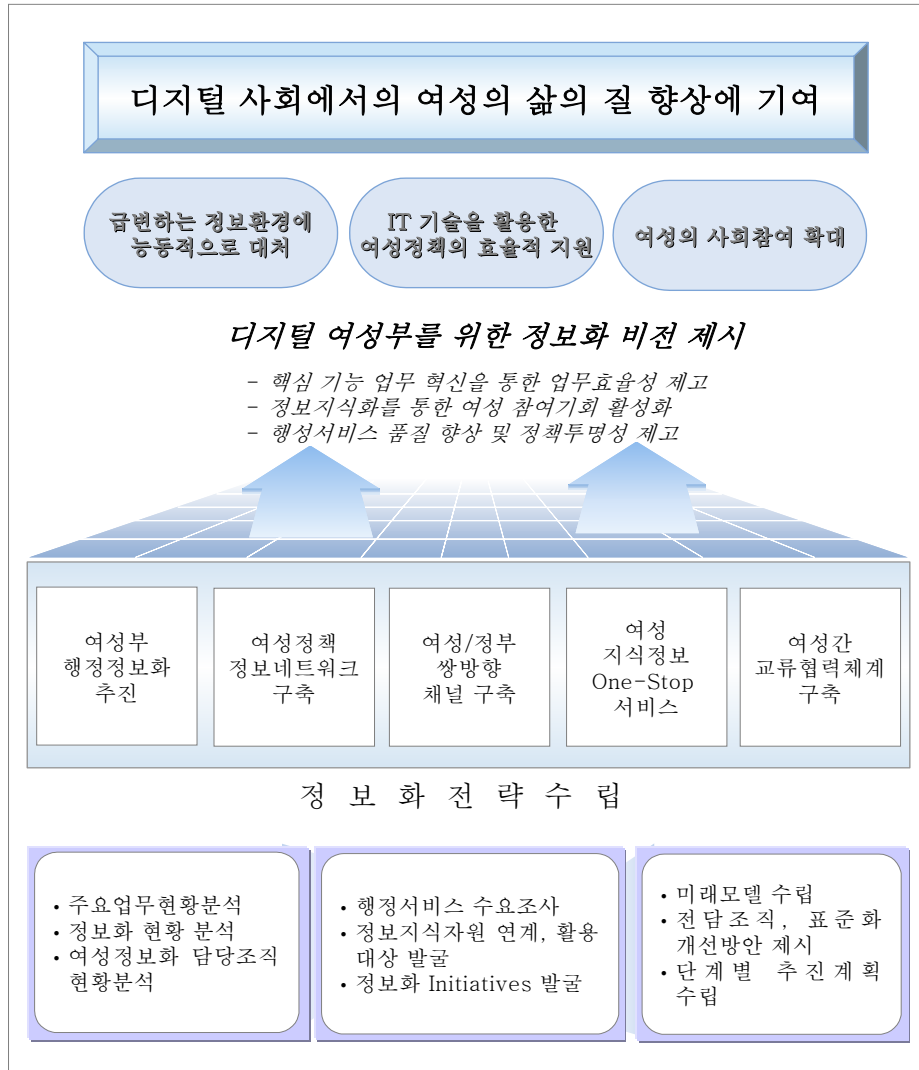 디지털 사회에서의 여성의 삶의 질 향상에 기여
급변하는 정보환경에
능동적으로 대처
IT 기술을 활용한
여성정책의 효율적 지원
여성의 사회참여 확대
디지털 여성부를 위한 정보화 비전 제시
- 핵심 기능 업무 혁신을 통한 업무효율성 제고
- 정보지식화를 통한 여성 참여기회 활성화
- 행성서비스 품질 향상 및 정책투명성 제고
여성부
행정정보화
추진
여성정책
정보네트워크
구축
여성/정부
쌍방향
채널 구축
여성
지식정보
One-Stop
서비스
여성간
교류협력체계
구축
정 보 화 전 략 수 립
• 주요업무현황분석
• 정보화 현황 분석
• 여성정보화 담당조직
현황분석
• 행정서비스 수요조사
• 정보지식자원 연계, 활용
대상 발굴
• 정보화 Initiatives 발굴
• 미래모델 수립
• 전담조직, 표준화
개선방안 제시
• 단계별 추진계획
수립